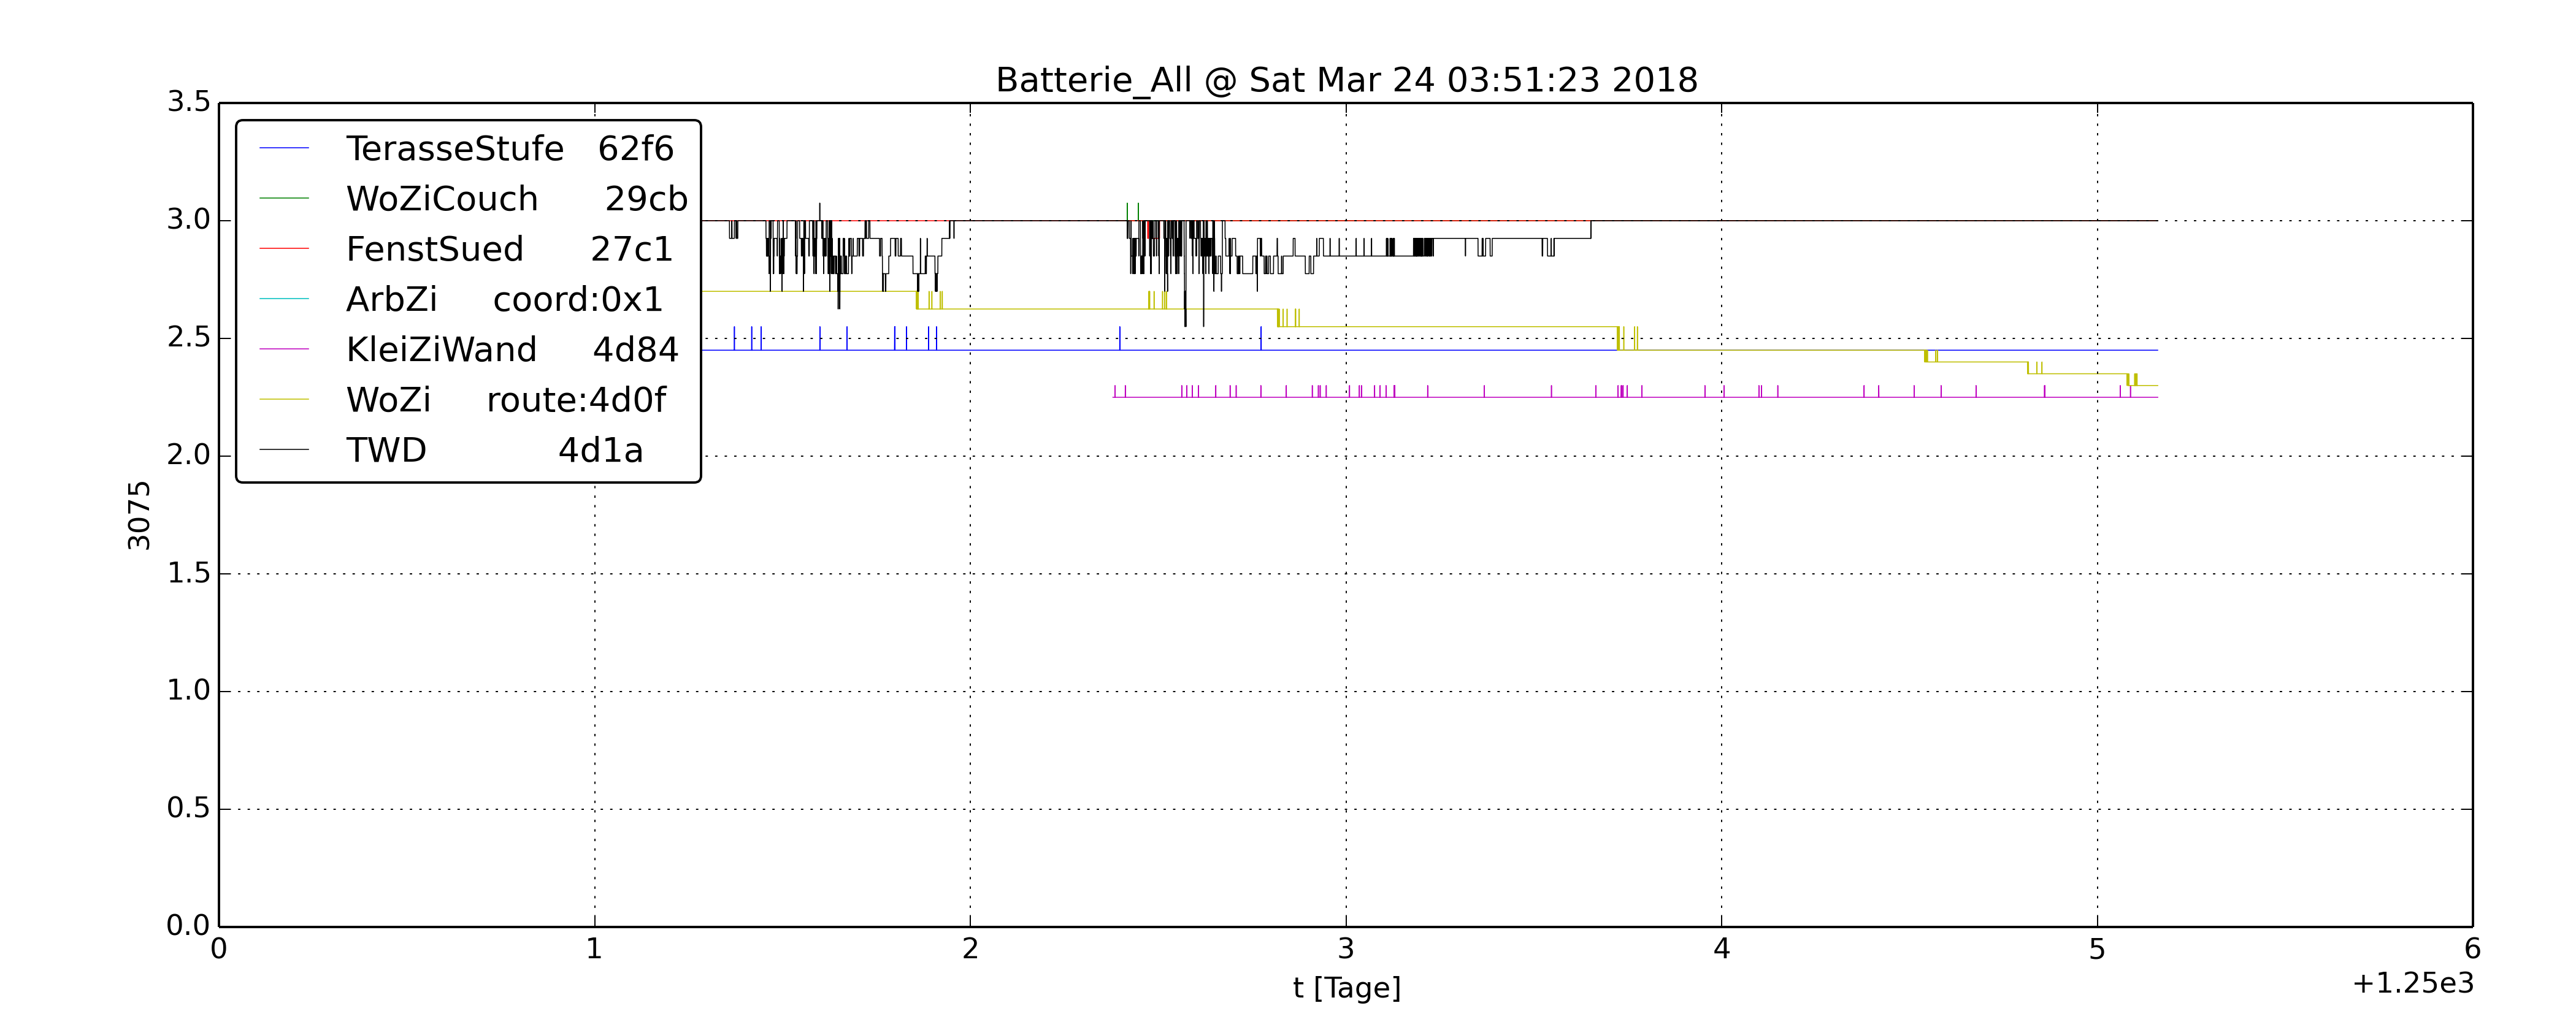 Batterie_All @ Sat Mar 24 03:51:23 2018
3.5
3.0
2.5
2.0
1.5
1.0
0.5
0.0
3075
TerasseStufe 62f6
WoZiCouch 29cb
FenstSued 27c1
ArbZi coord:0x1
KleiZiWand 4d84
WoZi route:4d0f
TWD 4d1a
0 1 2 3 4 5 6
t [Tage]
+1.25e3